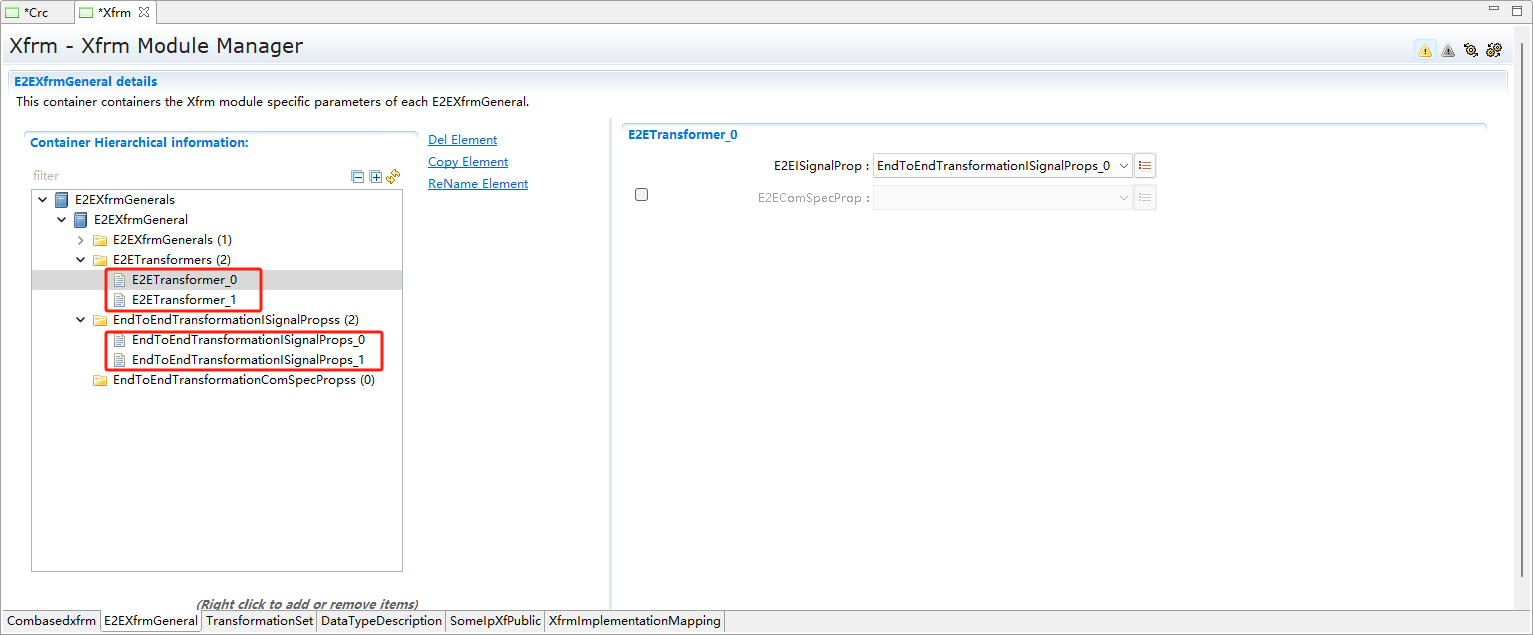 *Crc
*Xfrm
Xfrm - Xfrm Module Manager
E2EXfrmGeneral details
This container containers the Xfrm module specific parameters of each E2EXfrmGeneral.
Container Hierarchical information:
filter
E2EXfrmGenerals
E2EXfrmGeneral
E2EXfrmGenerals (1)
E2ETransformers (2)
E2ETransformer_0
E2ETransformer_1
EndToEndTransformationISignalPropss (2)
EndToEndTransformationISignalProps_0
EndToEndTransformationISignalProps_1
EndToEndTransformationComSpecPropss (0)
(Right click to add or remove items)
Del Element
Copy Element
ReName Element
E2ETransformer_0
E2EISignalProp : EndToEndTransformationISignalProps_0
E2EComSpecProp :
Combasedxfrm E2EXfrmGeneral TransformationSet DataTypeDescription SomeIpXfPublic XfrmImplementationMapping